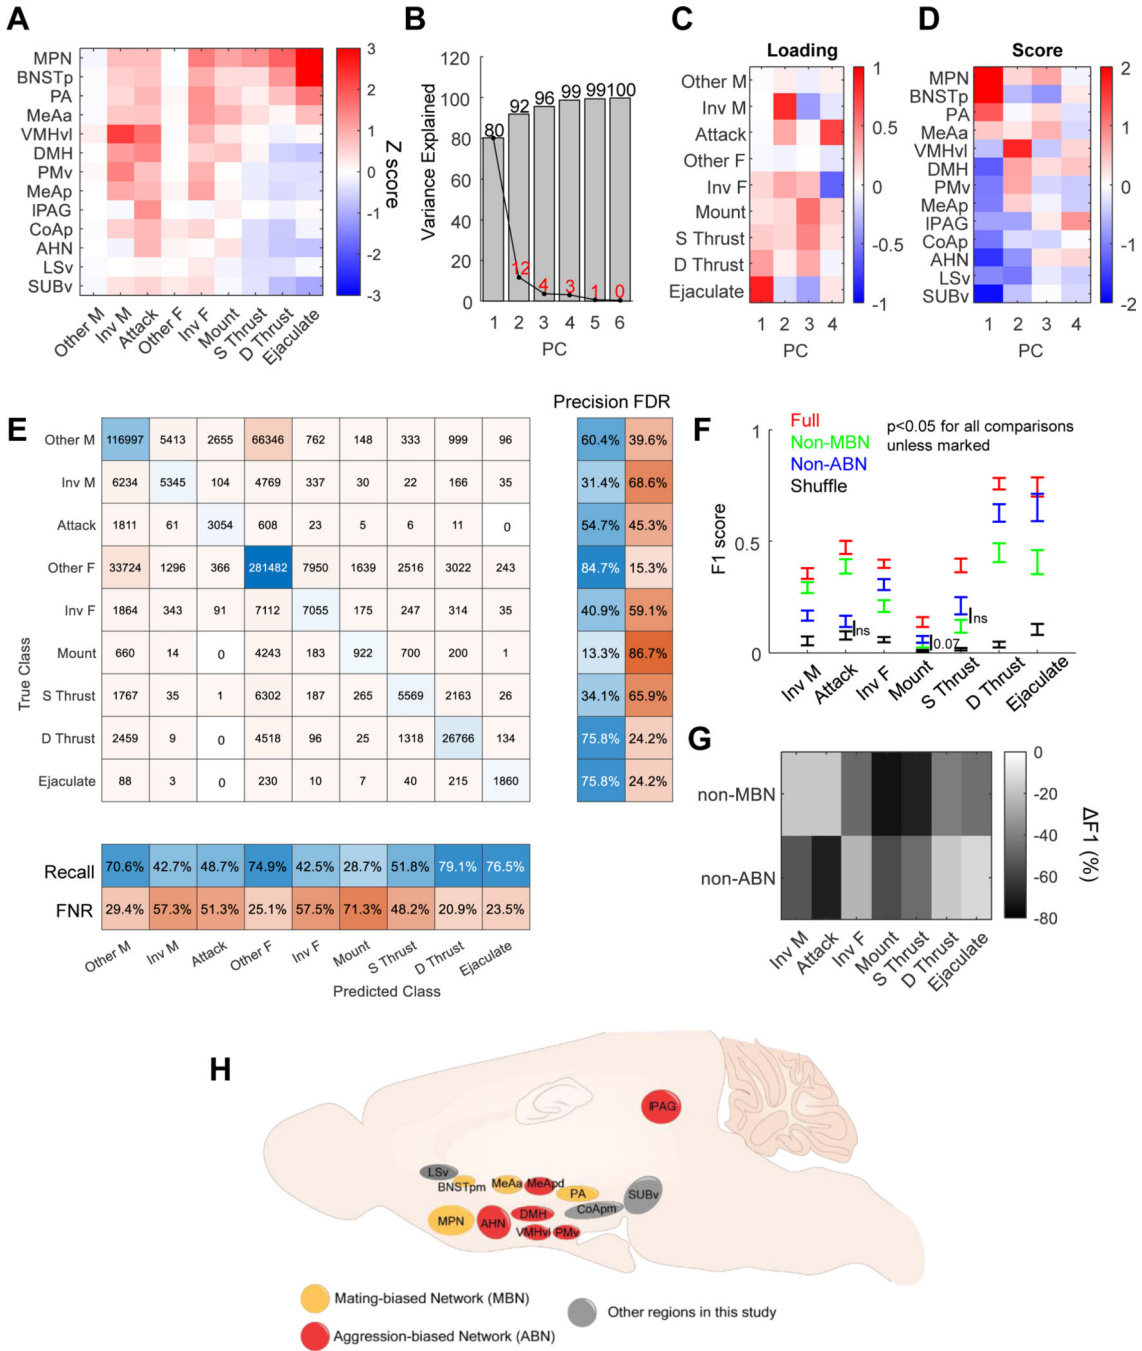 A
MPN
BNSTp
PA
MeAa
VMHvl
DMH
PMv
MeAp
lPAG
CoAp
AHN
LSv
SUBv
Other M
Inv M
Attack
Other F
Inv F
Mount
S Thrust
D Thrust
Ejaculate
3
2
1
0
-1
-2
-3
Z score
B
120
100
80
60
40
20
0
Variance Explained
80
92
96
99
99
100
12
4
3
1
0
1 2 3 4 5 6
PC
C
Loading
Other M
Inv M
Attack
Other F
Inv F
Mount
S Thrust
D Thrust
Ejaculate
1 2 3 4
PC
1
0.5
0
-0.5
-1
D
Score
MPN
BNSTp
PA
MeAa
VMHvl
DMH
PMv
MeAp
lPAG
CoAp
AHN
LSv
SUBv
1 2 3 4
PC
2
1
0
-1
-2
E
True Class
Other M 116997 5413 2655 66346 762 148 333 999 96
Inv M 6234 5345 104 4769 337 30 22 166 35
Attack 1811 61 3054 608 23 5 6 11 0
Other F 33724 1296 366 281482 7950 1639 2516 3022 243
Inv F 1864 343 91 7112 7055 175 247 314 35
Mount 660 14 0 4243 183 922 700 200 1
S Thrust 1767 35 1 6302 187 265 5569 2163 26
D Thrust 2459 9 0 4518 96 25 1318 26766 134
Ejaculate 88 3 0 230 10 7 40 215 1860
Precision FDR
60.4% 39.6%
31.4% 68.6%
54.7% 45.3%
84.7% 15.3%
40.9% 59.1%
13.3% 86.7%
34.1% 65.9%
75.8% 24.2%
75.8% 24.2%
Recall 70.6% 42.7% 48.7% 74.9% 42.5% 28.7% 51.8% 79.1% 76.5%
FNR 29.4% 57.3% 51.3% 25.1% 57.5% 71.3% 48.2% 20.9% 23.5%
Other M Inv M Attack Other F Inv F Mount S Thrust D Thrust Ejaculate
Predicted Class
F
Full
Non-MBN
Non-ABN
Shuffle
p<0.05 for all comparisons
unless marked
1
0.5
0
F1 score
ns
0.07
ns
Inv M
Attack
Inv F
Mount
S Thrust
D Thrust
Ejaculate
G
non-MBN
non-ABN
Inv M
Attack
Inv F
Mount
S Thrust
D Thrust
Ejaculate
0
-20
-40
-60
-80
ΔF1 (%)
H
lPAG
LSv
BNSTpm
MeAa
MeApd
PA
SUBv
CoApm
MPN
AHN
DMH
VMHvl
PMv
Mating-biased Network (MBN)
Aggression-biased Network (ABN)
Other regions in this study